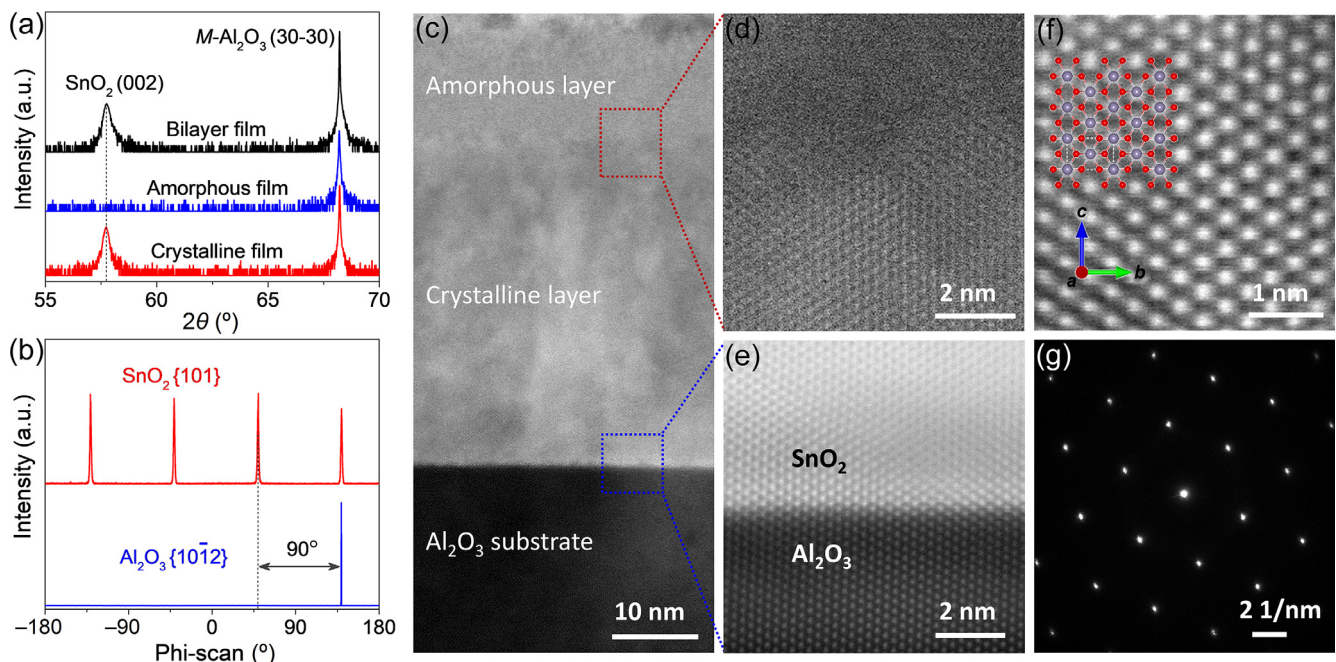 (a)
M-Al₂O₃ (30-30)
SnO₂ (002)
Bilayer film
Amorphous film
Crystalline film
Intensity (a.u.)
55 60 65 70
2θ (º)
(b)
SnO₂ {101}
Al₂O₃ {101̄2}
90°
Intensity (a.u.)
–180 –90 0 90 180
Phi-scan (º)
(c)
Amorphous layer
Crystalline layer
Al₂O₃ substrate
10 nm
(d)
2 nm
(e)
SnO₂
Al₂O₃
2 nm
(f)
c
a
b
1 nm
(g)
2 1/nm